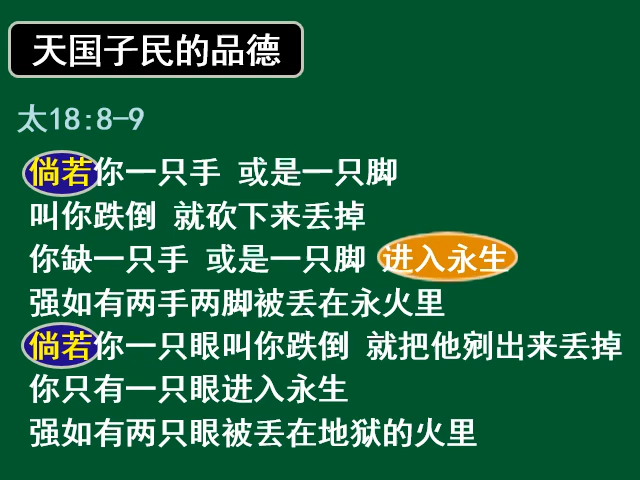 天国子民的品德
太18:8-9
倘若你一只手 或是一只脚
叫你跌倒 就砍下来丢掉
你缺一只手 或是一只脚 进入永生
强如有两手两脚被丢在永火里
倘若你一只眼叫你跌倒 就把他剜出来丢掉
你只有一只眼进入永生
强如有两只眼被丢在地狱的火里